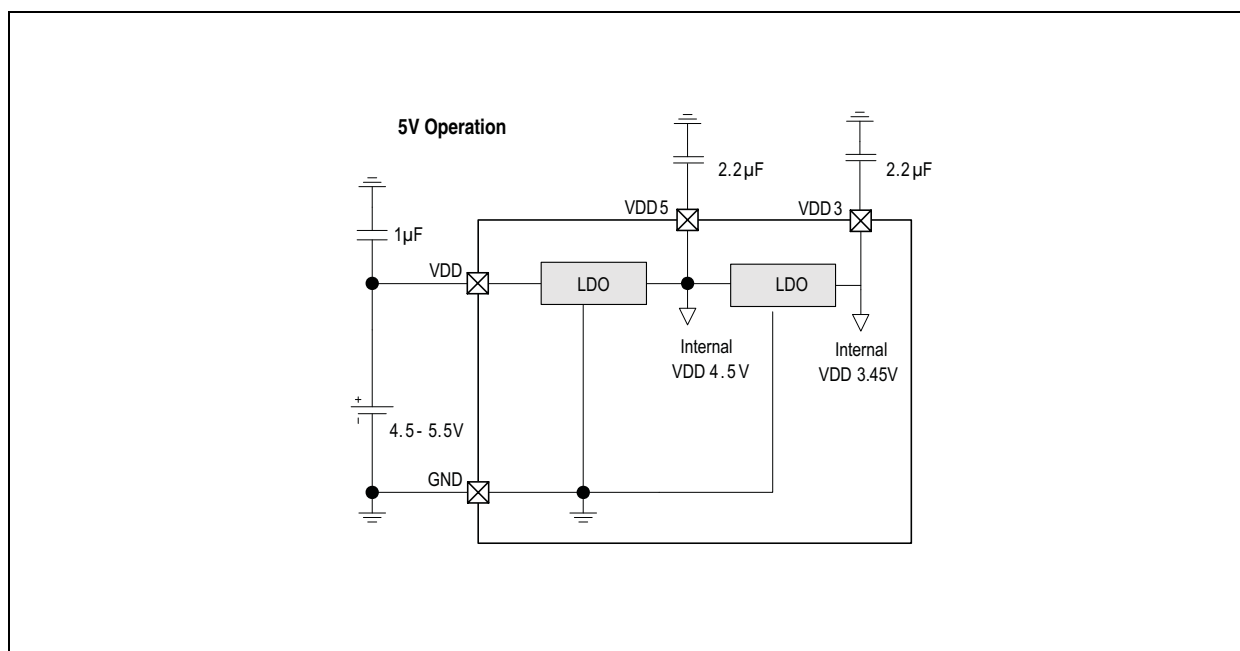 5V Operation
2.2µF
2.2µF
VDD5
VDD3
1µF
VDD
LDO
LDO
Internal
VDD 4.5V
Internal
VDD 3.45V
+
-
4.5- 5.5V
GND